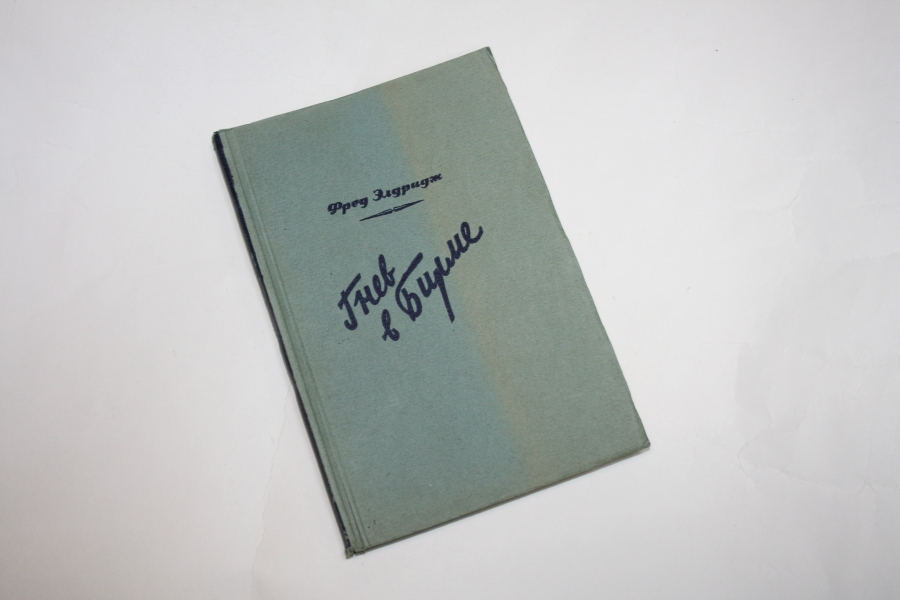 Фред Элдридж
Гнев
в Бирме